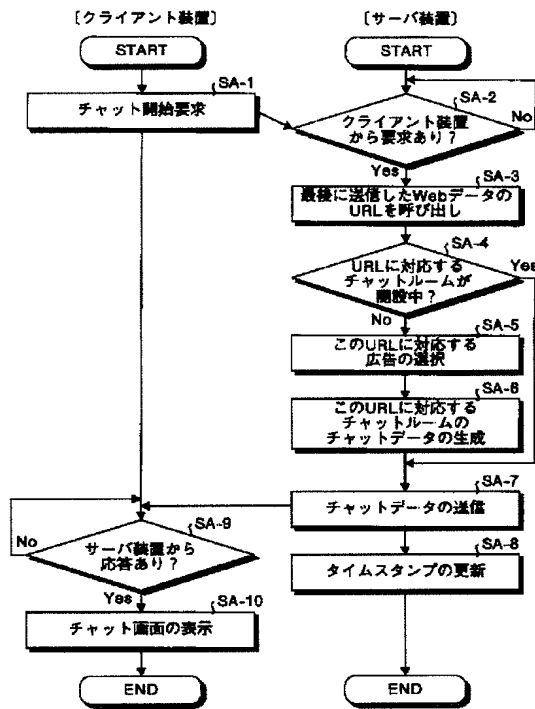 〔クライアント装置〕
〔サーバ装置〕
START
START
SA-1
チャット開始要求
SA-2
クライアント装置
から要求あり？
No
Yes
SA-3
最後に送信したWebデータの
URLを呼び出し
SA-4
URLに対応する
チャットルームが
開設中？
Yes
No
SA-5
このURLに対応する
広告の選択
SA-6
このURLに対応する
チャットルームの
チャットデータの生成
SA-7
チャットデータの送信
SA-9
サーバ装置から
応答あり？
No
Yes
SA-8
タイムスタンプの更新
SA-10
チャット画面の表示
END
END